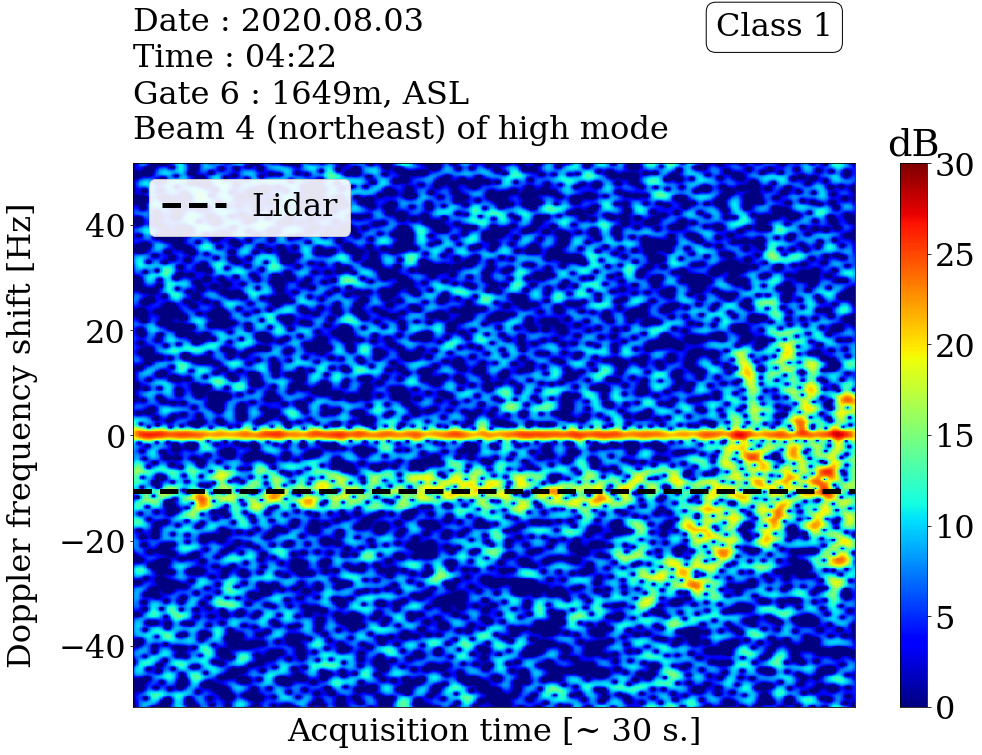 Date : 2020.08.03
Time : 04:22
Gate 6 : 1649m, ASL
Beam 4 (northeast) of high mode
Class 1
dB
Lidar
Doppler frequency shift [Hz]
40
20
0
−20
−40
30
25
20
15
10
5
0
Acquisition time [~ 30 s.]